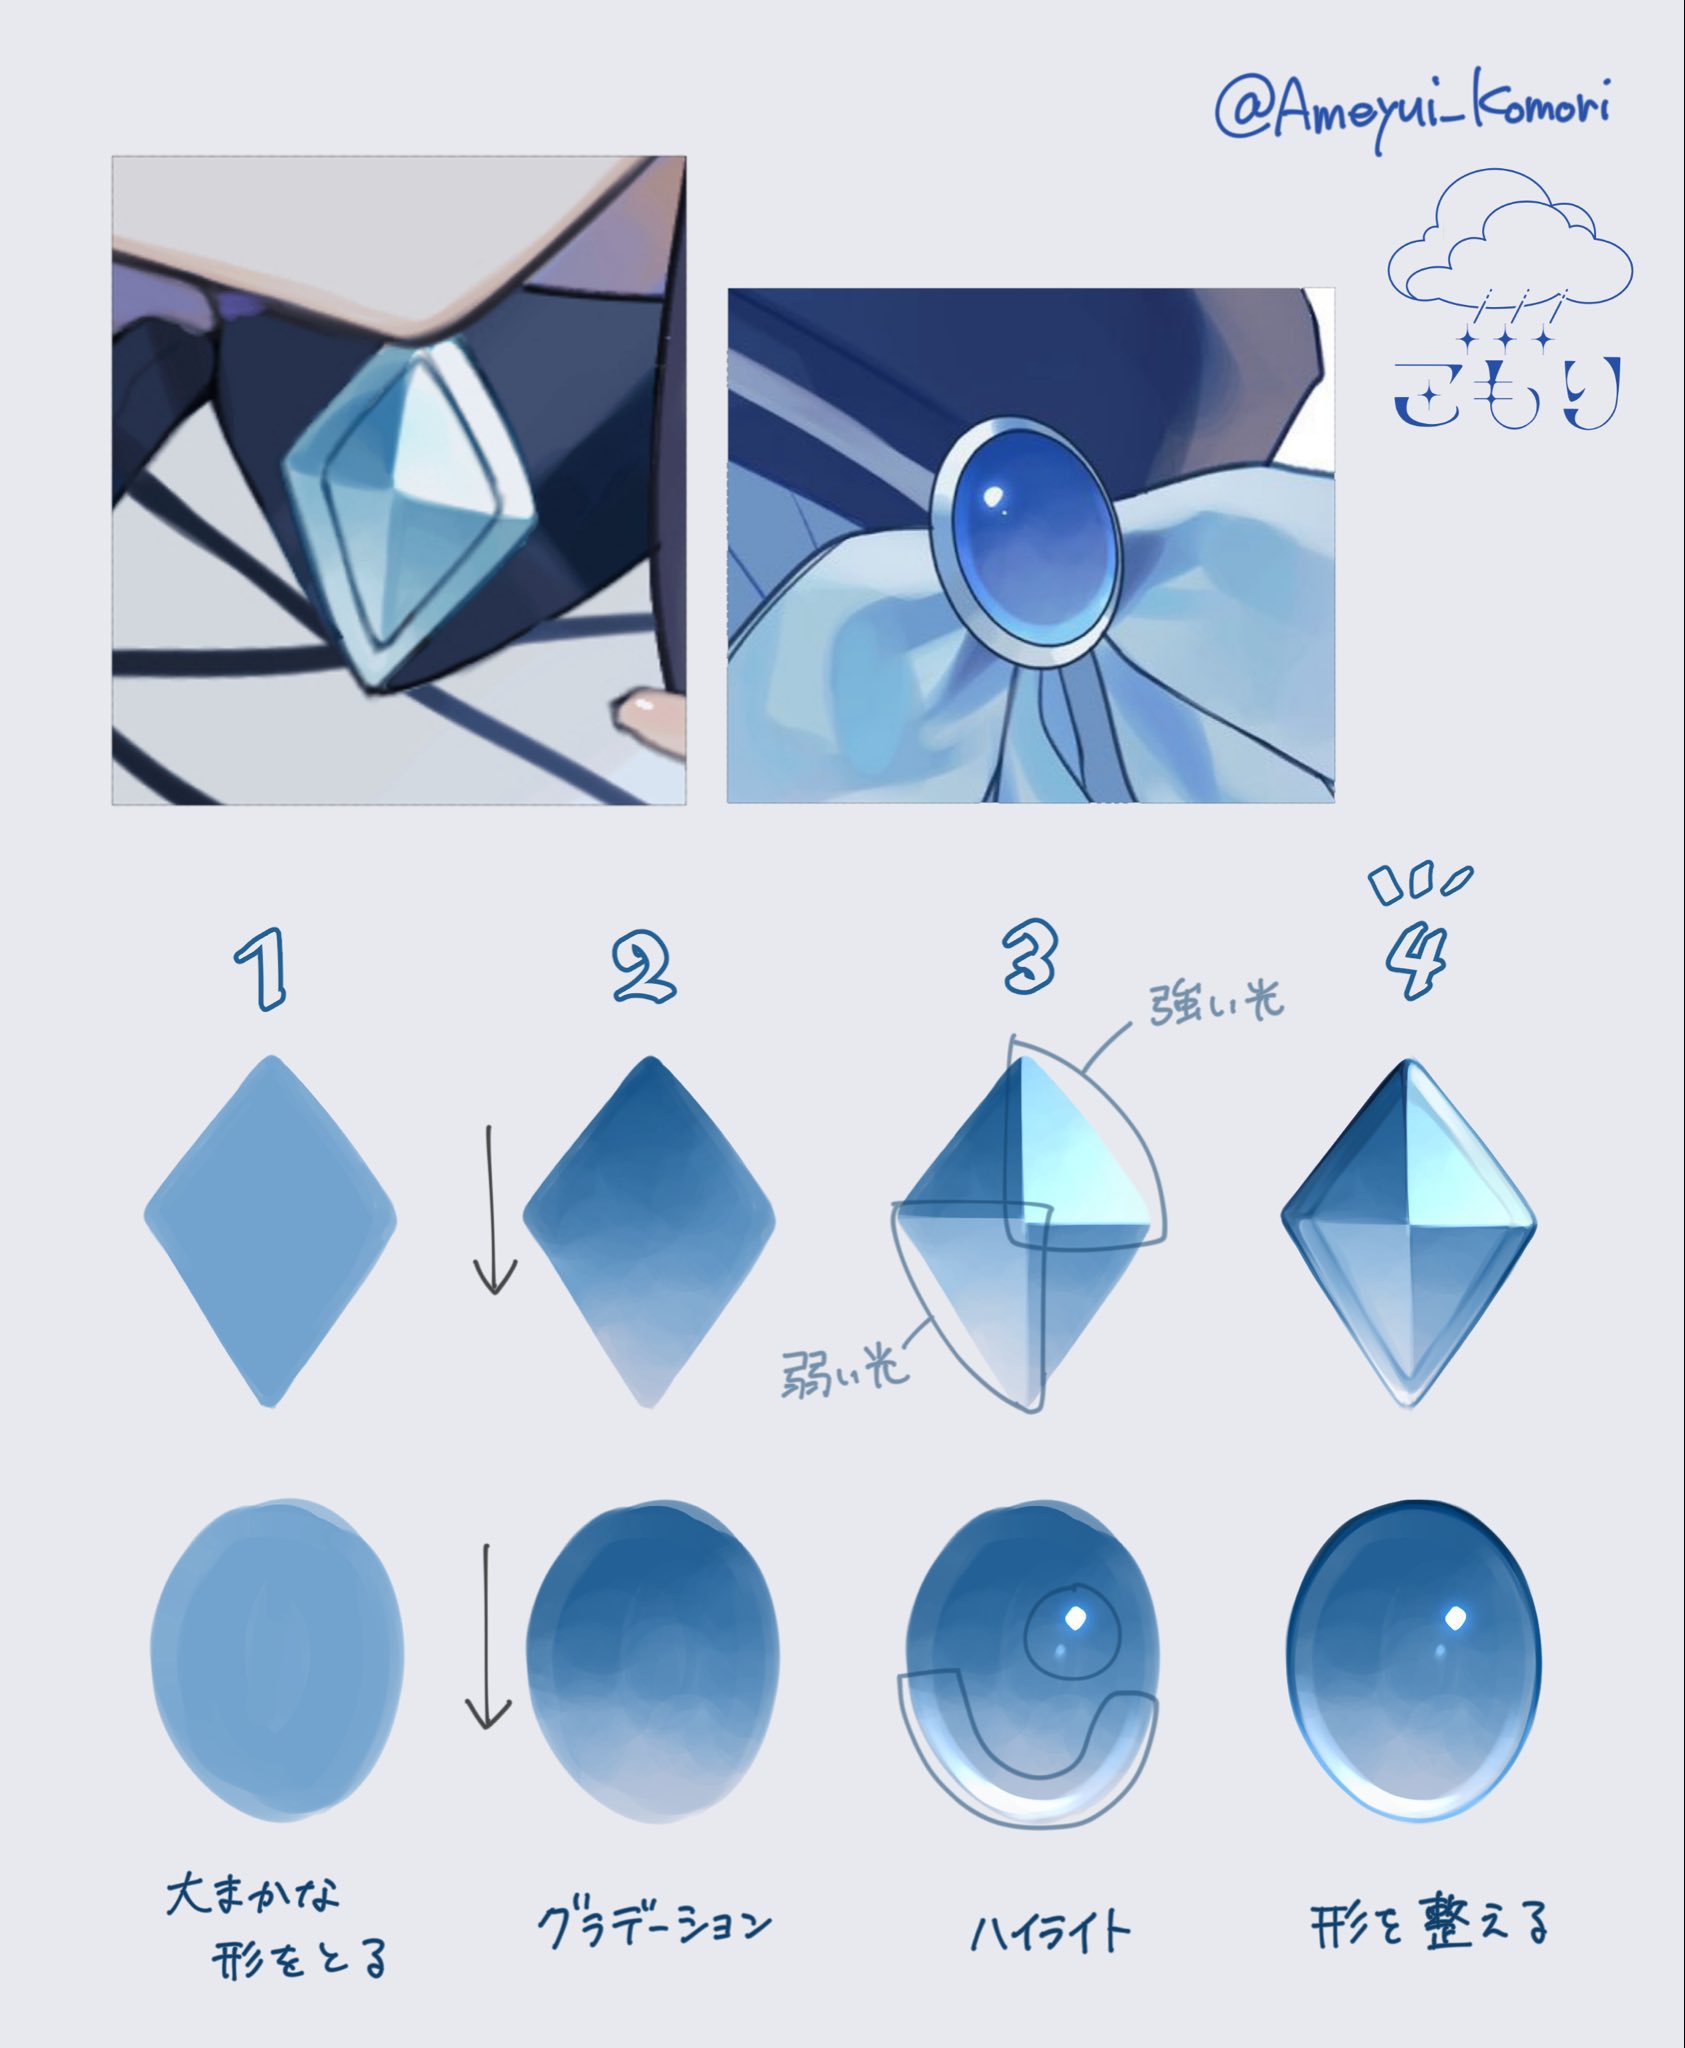 @Ameyui_Komori
こもり
1
2
3
4
強い光
弱い光
大まかな
形をとる
グラデーション
ハイライト
形を整える